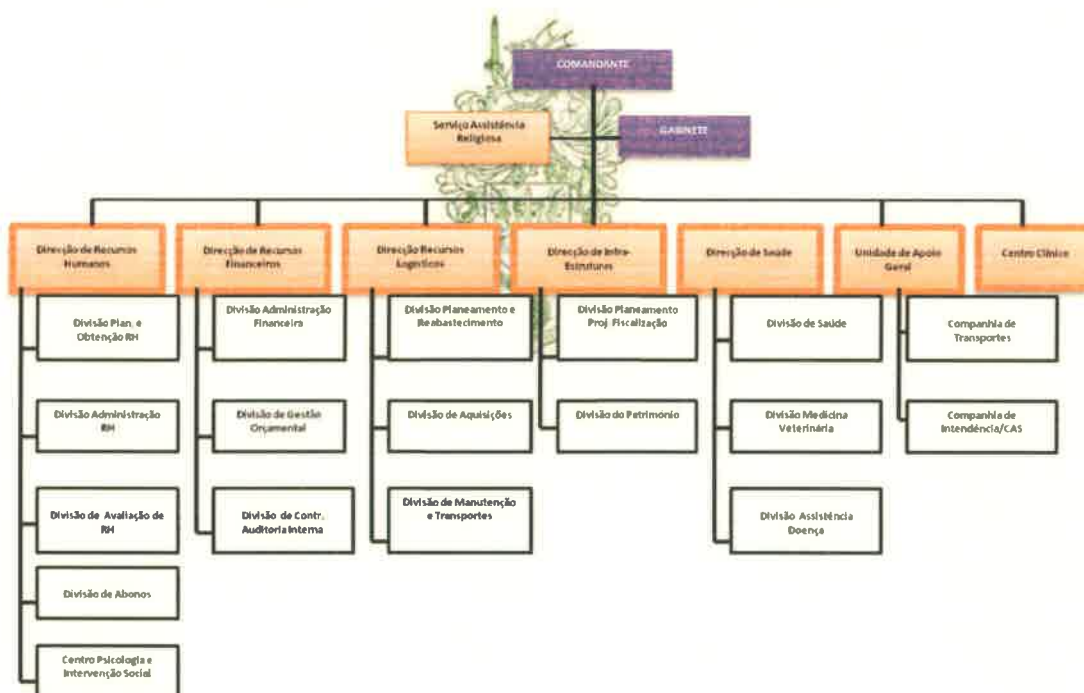 COMANDANTE
Serviço Assistência
Religiosa
GABINETE
Direcção de Recursos
Humanos
Direcção de Recursos
Financeiros
Direcção Recursos
Logísticos
Direcção de Infra-
Estruturas
Direcção de Saúde
Unidade de Apoio
Geral
Centro Clínico
Divisão Plan. e
Obtenção RH
Divisão Administração
RH
Divisão de Avaliação de
RH
Divisão de Abonos
Centro Psicologia e
Intervenção Social
Divisão Administração
Financeira
Divisão de Gestão
Orçamental
Divisão de Contr.
Auditoria Interna
Divisão Planeamento e
Reabastecimento
Divisão de Aquisições
Divisão de Manutenção
e Transportes
Divisão Planeamento
Proj. Fiscalização
Divisão do Património
Divisão de Saúde
Divisão Medicina
Veterinária
Divisão Assistência
Doença
Companhia de
Transportes
Companhia de
Intendência/CAS